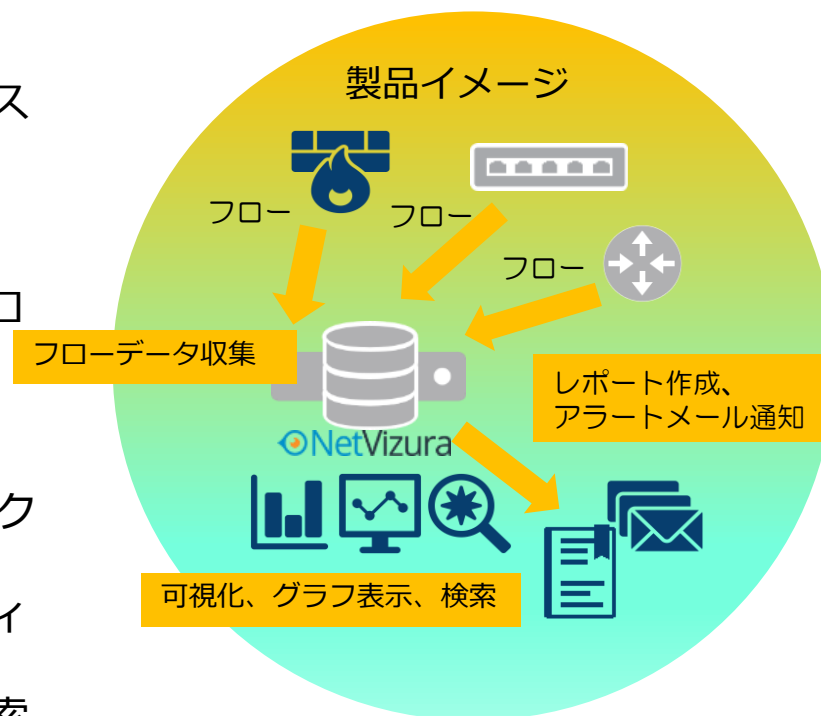 ス
製品イメージ
フロー
フロー
フロー
ロ
フローデータ収集
レポート作成、
アラートメール通知
NetVizura
ク
可視化、グラフ表示、検索
ィ
索